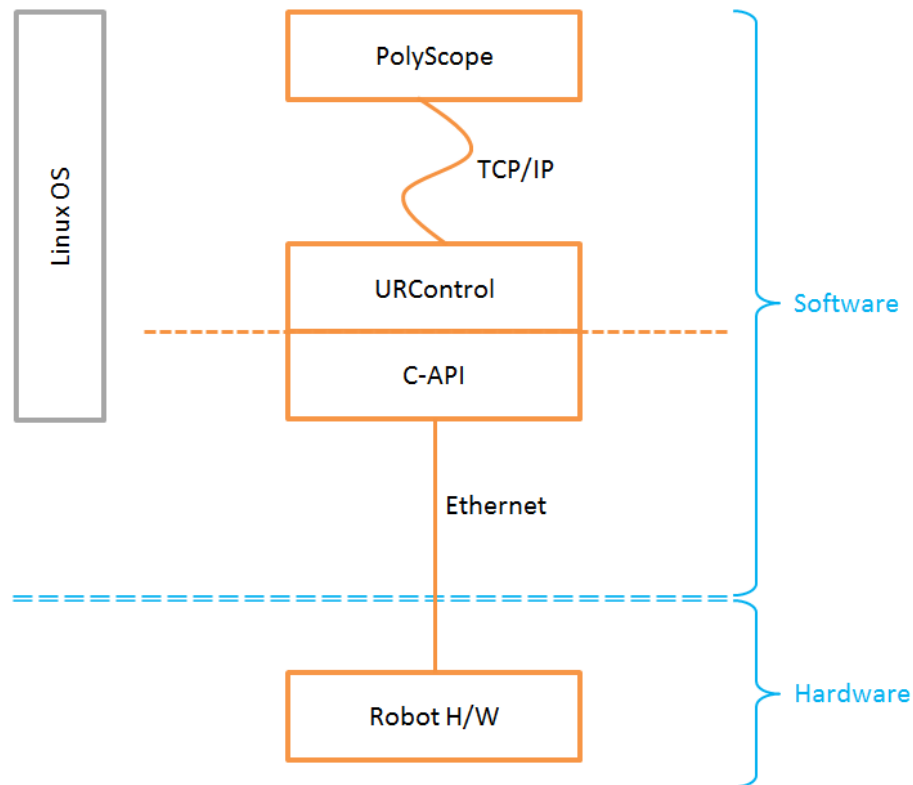 PolyScope
Linux OS
TCP/IP
URControl
Software
C-API
Ethernet
Robot H/W
Hardware